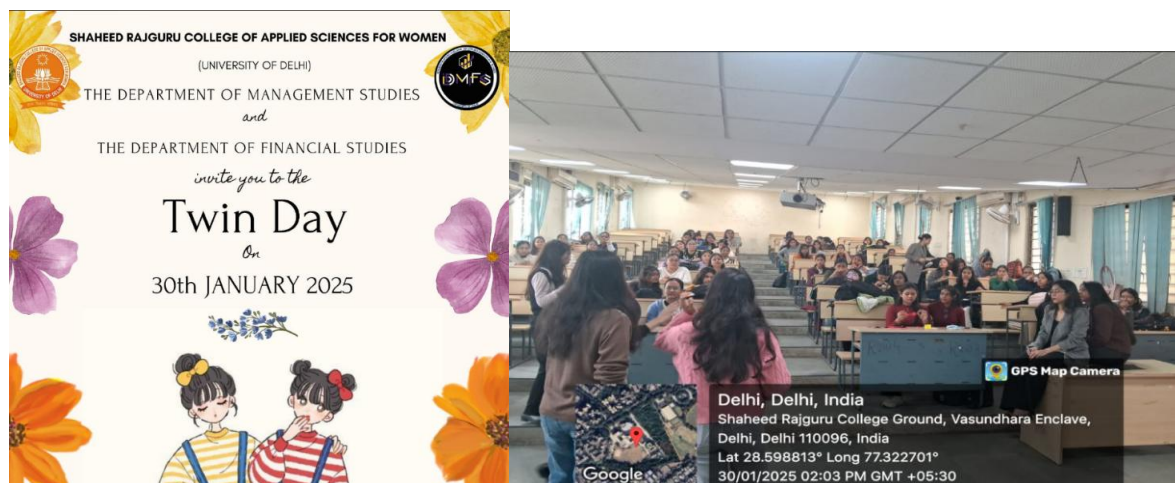 SHAHEED RAJGURU COLLEGE OF APPLIED SCIENCES FOR WOMEN
(UNIVERSITY OF DELHI)
THE DEPARTMENT OF MANAGEMENT STUDIES
and
THE DEPARTMENT OF FINANCIAL STUDIES
invite you to the
Twin Day
On
30th JANUARY 2025
DMFS
GPS Map Camera
Delhi, Delhi, India
Shaheed Rajguru College Ground, Vasundhara Enclave,
Delhi, Delhi 110096, India
Lat 28.598813° Long 77.322701°
30/01/2025 02:03 PM GMT +05:30
Google